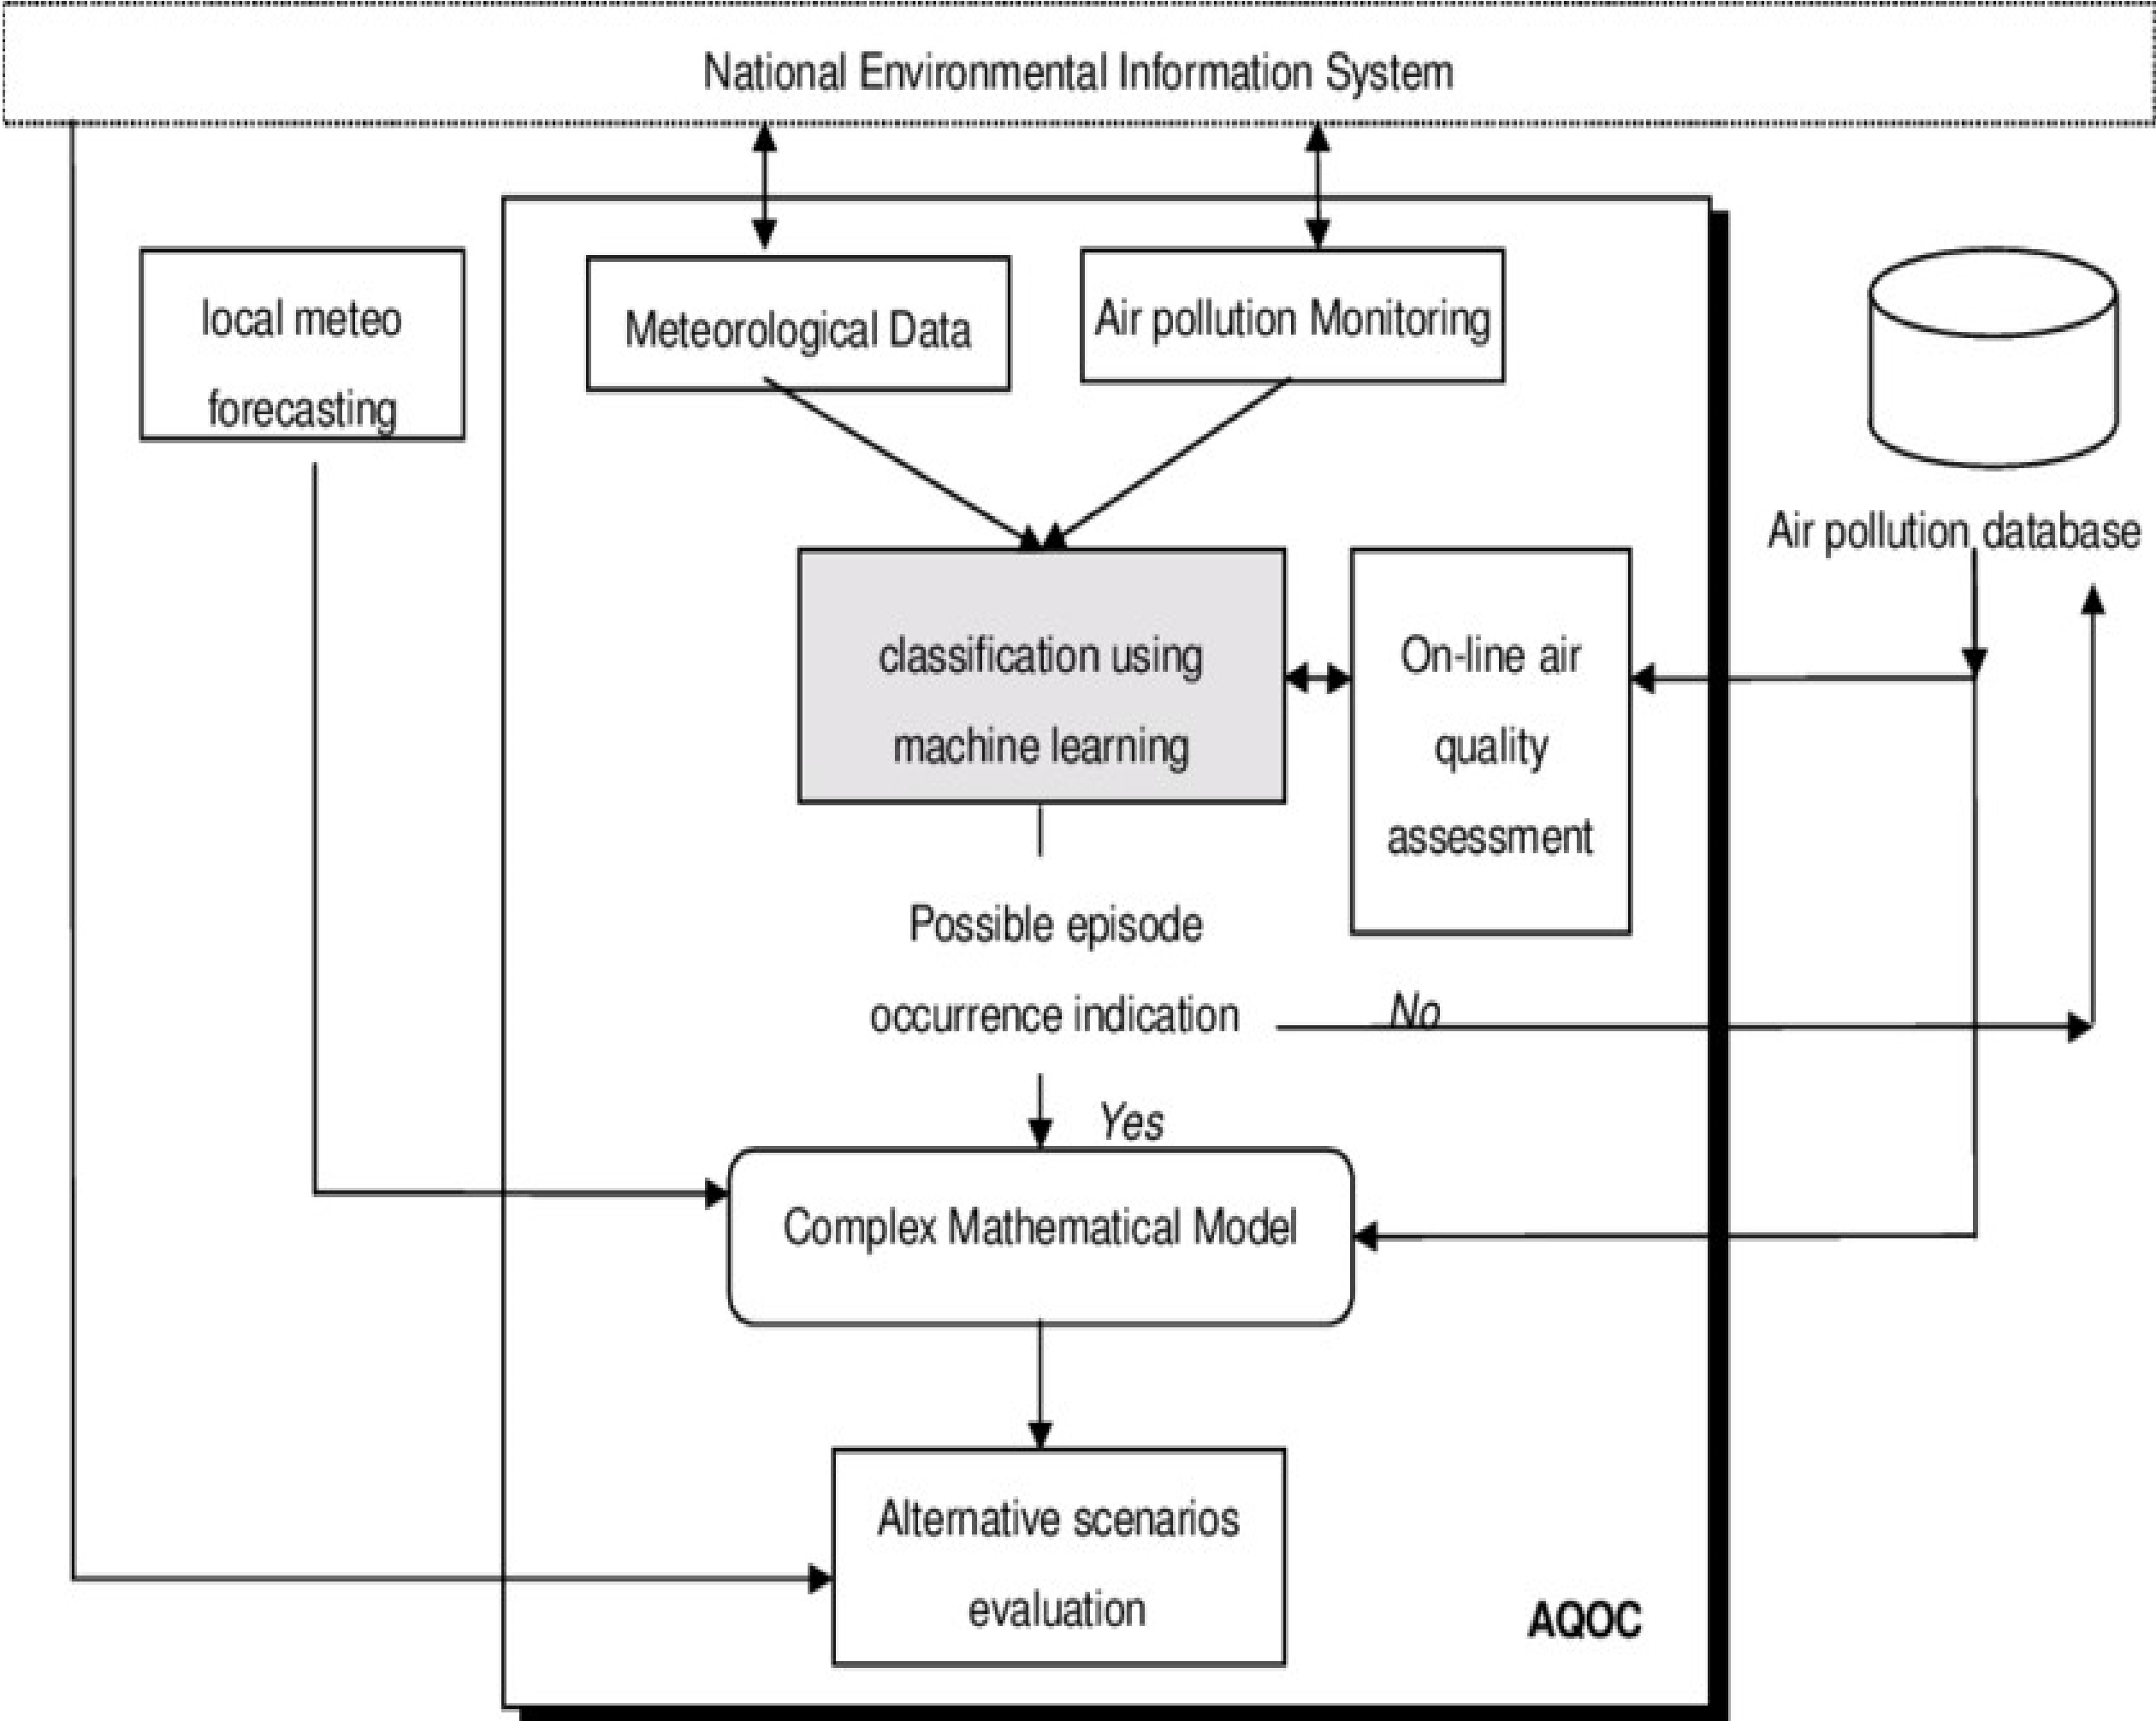 National Environmental Information System
local meteo
forecasting
Meteorological Data
Air pollution Monitoring
Air pollution database
classification using
machine learning
On-line air
quality
assessment
Possible episode
occurrence indication
No
Yes
Complex Mathematical Model
Alternative scenarios
evaluation
AQOC